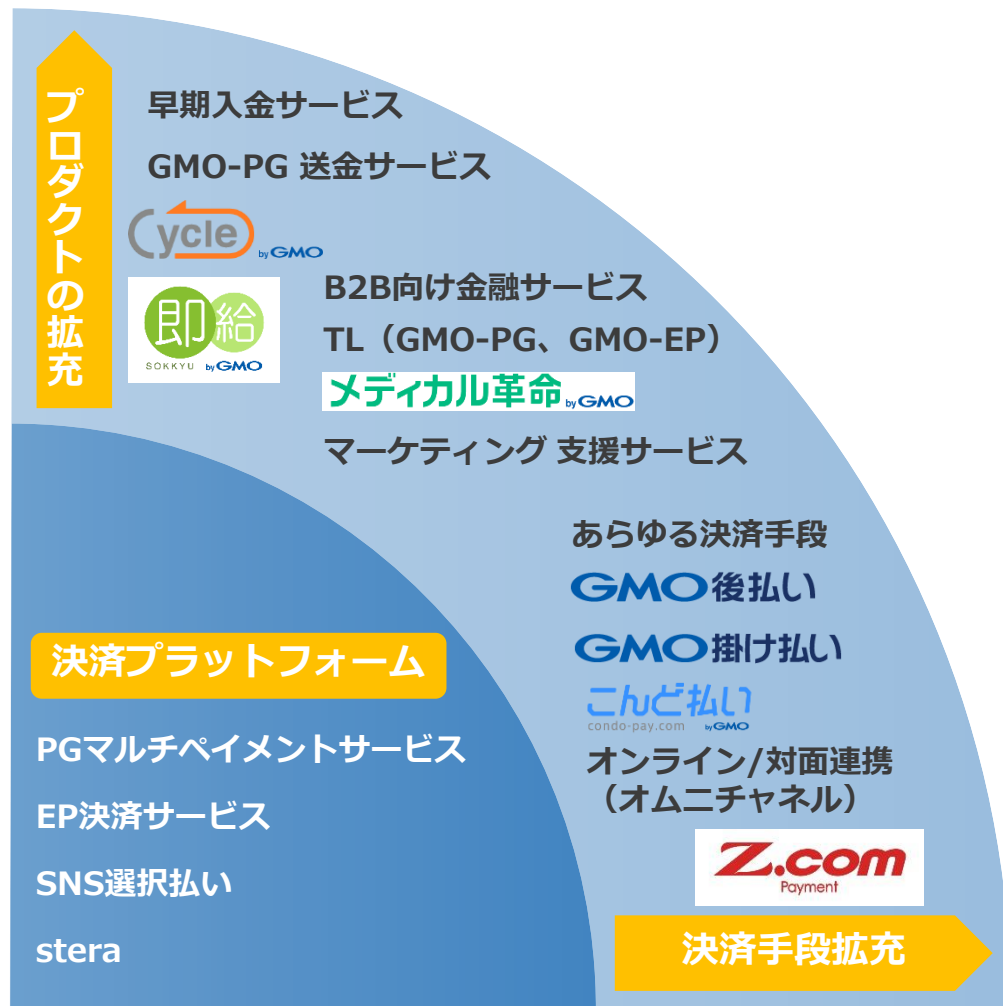 プロダクトの拡充
早期入金サービス
GMO-PG 送金サービス
Cycle
byGMO
即給
SOKKYU byGMO
B2B向け金融サービス
TL（GMO-PG、GMO-EP）
メディカル革命 byGMO
マーケティング 支援サービス
あらゆる決済手段
GMO後払い
GMO掛け払い
こんど払い
condo-pay.com byGMO
オンライン/対面連携
（オムニチャネル）
Z.com
Payment
決済手段拡充
決済プラットフォーム
PGマルチペイメントサービス
EP決済サービス
SNS選択払い
stera